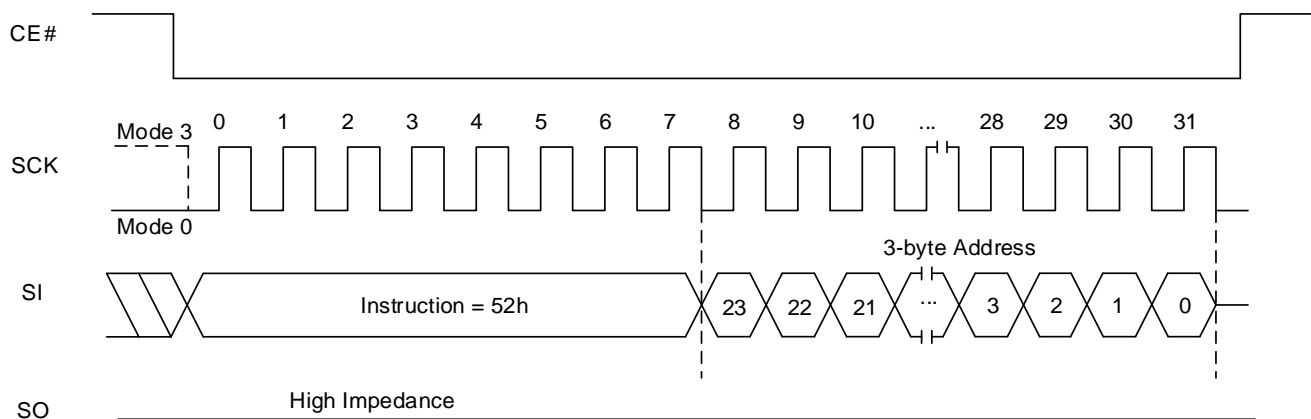 CE#
Mode 3
0 1 2 3 4 5 6 7 8 9 10 ... 28 29 30 31
SCK
Mode 0
3-byte Address
SI
Instruction = 52h
23 22 21 ... 3 2 1 0
High Impedance
SO